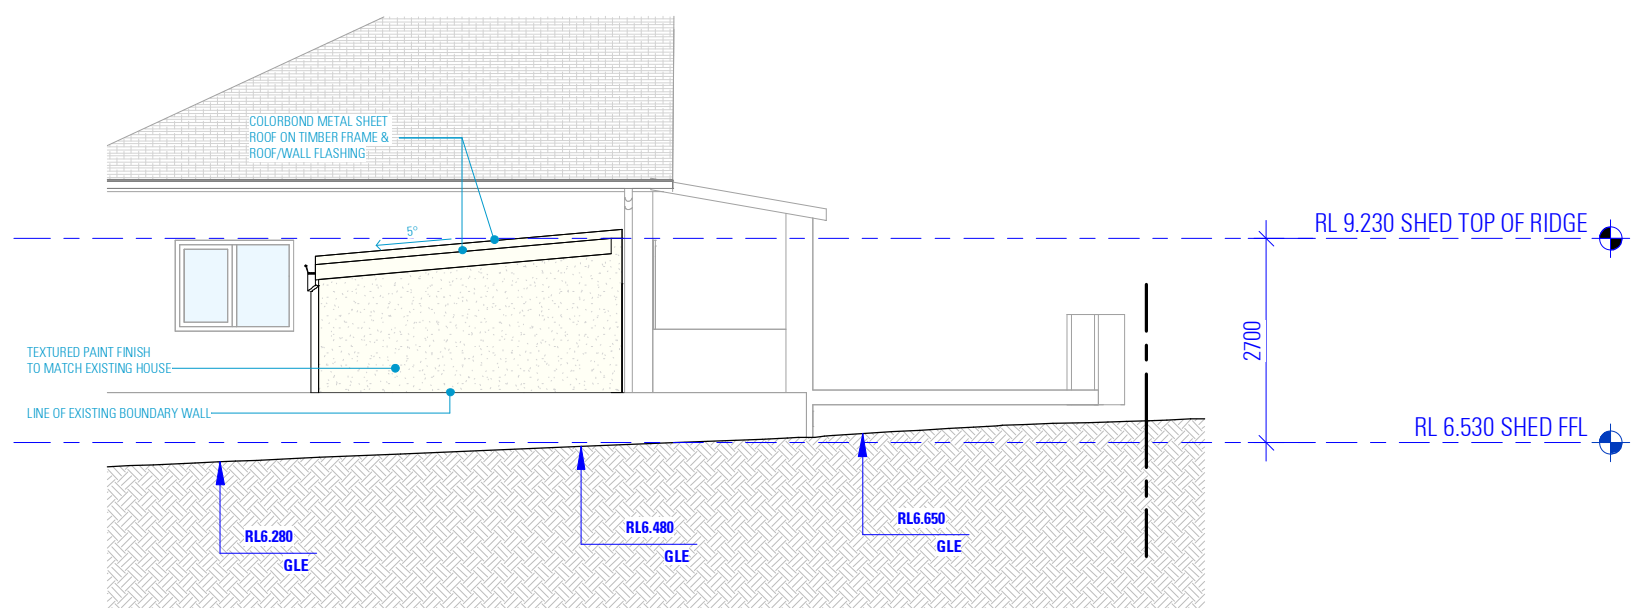 COLORBOND METAL SHEET
ROOF ON TIMBER FRAME &
ROOF/WALL FLASHING
5°
RL 9.230 SHED TOP OF RIDGE
2700
TEXTURED PAINT FINISH
TO MATCH EXISTING HOUSE
LINE OF EXISTING BOUNDARY WALL
RL 6.530 SHED FFL
RL6.280
GLE
RL6.480
GLE
RL6.650
GLE